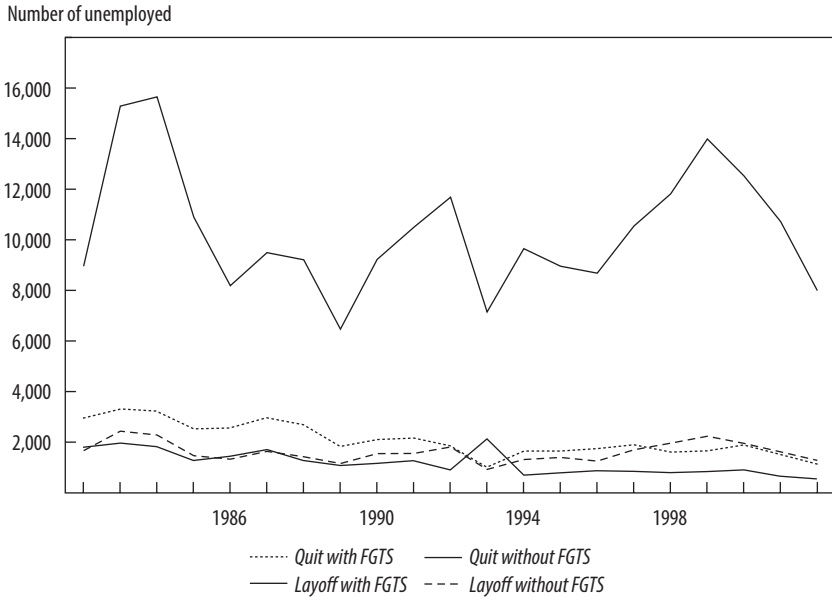 Number of unemployed
16,000
14,000
12,000
10,000
8,000
6,000
4,000
2,000
1986 1990 1994 1998
Quit with FGTS Quit without FGTS
Layoff with FGTS Layoff without FGTS